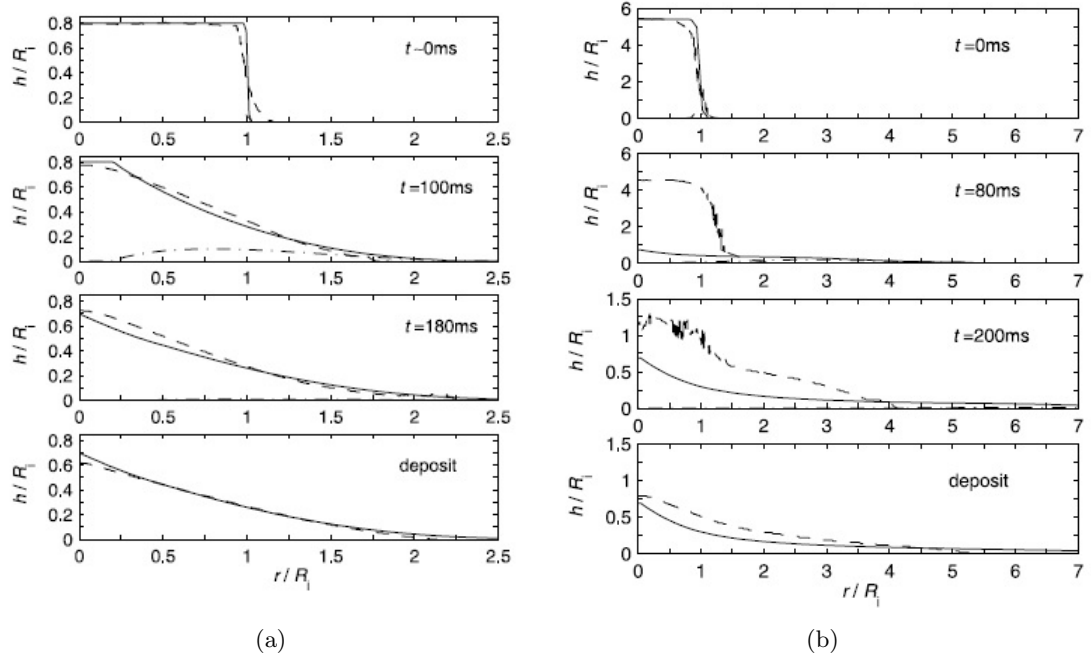 h / R_i
0.8
0.6
0.4
0.2
0
t ~0ms
0 0.5 1 1.5 2 2.5
h / R_i
0.8
0.6
0.4
0.2
0
t =100ms
0 0.5 1 1.5 2 2.5
h / R_i
0.8
0.6
0.4
0.2
0
t =180ms
0 0.5 1 1.5 2 2.5
h / R_i
0.8
0.6
0.4
0.2
0
deposit
0 0.5 1 1.5 2 2.5
r / R_i
(a)
h / R_i
6
4
2
0
t =0ms
0 1 2 3 4 5 6 7
h / R_i
6
4
2
0
t =80ms
0 1 2 3 4 5 6 7
h / R_i
1.5
1
0.5
0
t =200ms
0 1 2 3 4 5 6 7
h / R_i
1.5
1
0.5
0
deposit
0 1 2 3 4 5 6 7
r / R_i
(b)